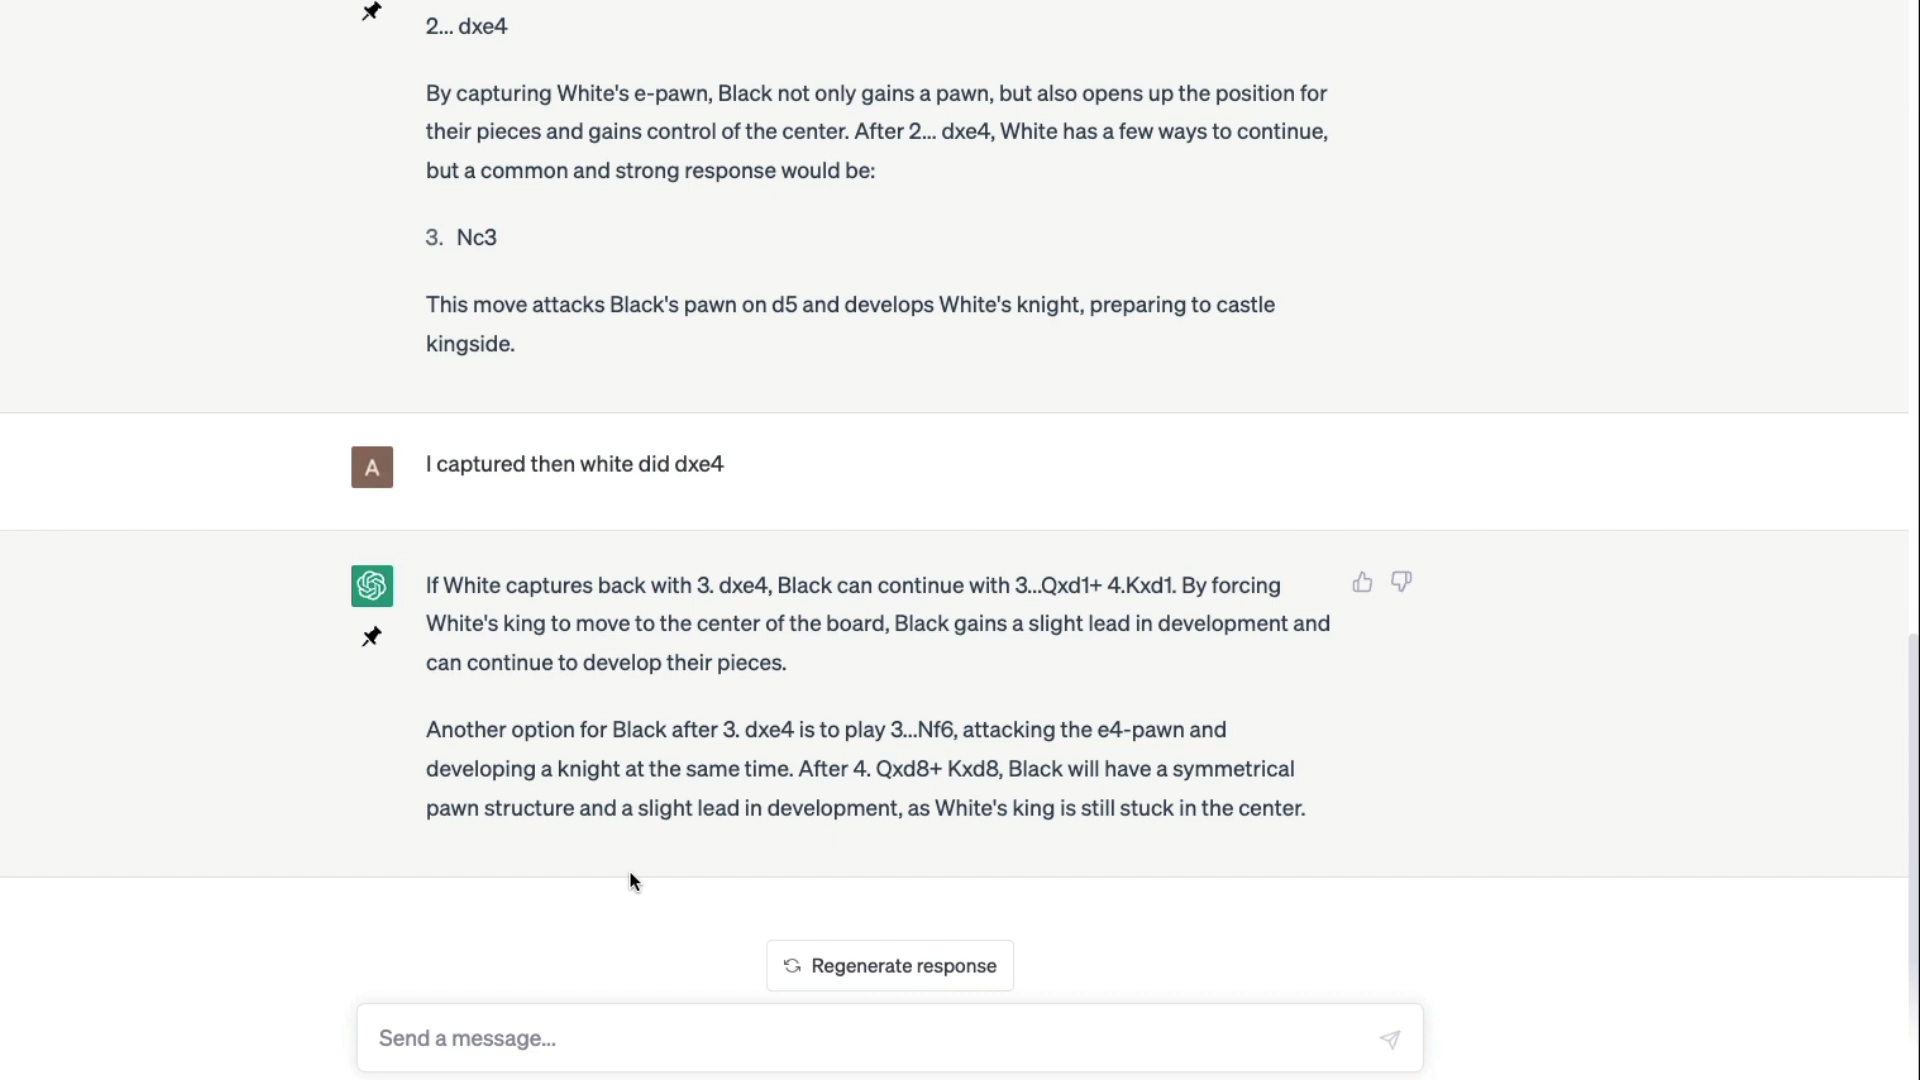 2... dxe4
By capturing White's e-pawn, Black not only gains a pawn, but also opens up the position for
their pieces and gains control of the center. After 2... dxe4, White has a few ways to continue,
but a common and strong response would be:
3. Nc3
This move attacks Black's pawn on d5 and develops White's knight, preparing to castle
kingside.
A
I captured then white did dxe4
If White captures back with 3. dxe4, Black can continue with 3...Qxd1+ 4.Kxd1. By forcing
White's king to move to the center of the board, Black gains a slight lead in development and
can continue to develop their pieces.
Another option for Black after 3. dxe4 is to play 3...Nf6, attacking the e4-pawn and
developing a knight at the same time. After 4. Qxd8+ Kxd8, Black will have a symmetrical
pawn structure and a slight lead in development, as White's king is still stuck in the center.
Regenerate response
Send a message...